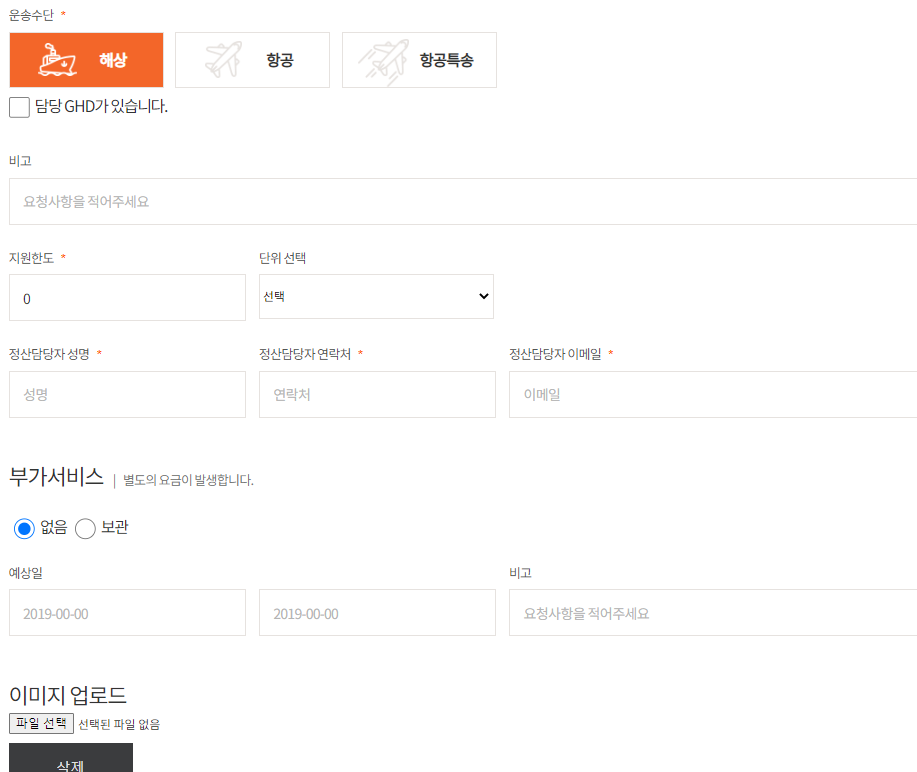 운송수단 *
해상 항공 항공특송
담당 GHD가 있습니다.
비고
요청사항을 적어주세요
지원한도 * 단위 선택
0 선택
정산담당자 성명 * 정산담당자 연락처 * 정산담당자 이메일 *
성명 연락처 이메일
부가서비스 | 별도의 요금이 발생합니다.
없음 보관
예상일 비고
2019-00-00 2019-00-00 요청사항을 적어주세요
이미지 업로드
파일 선택 선택된 파일 없음
삭제